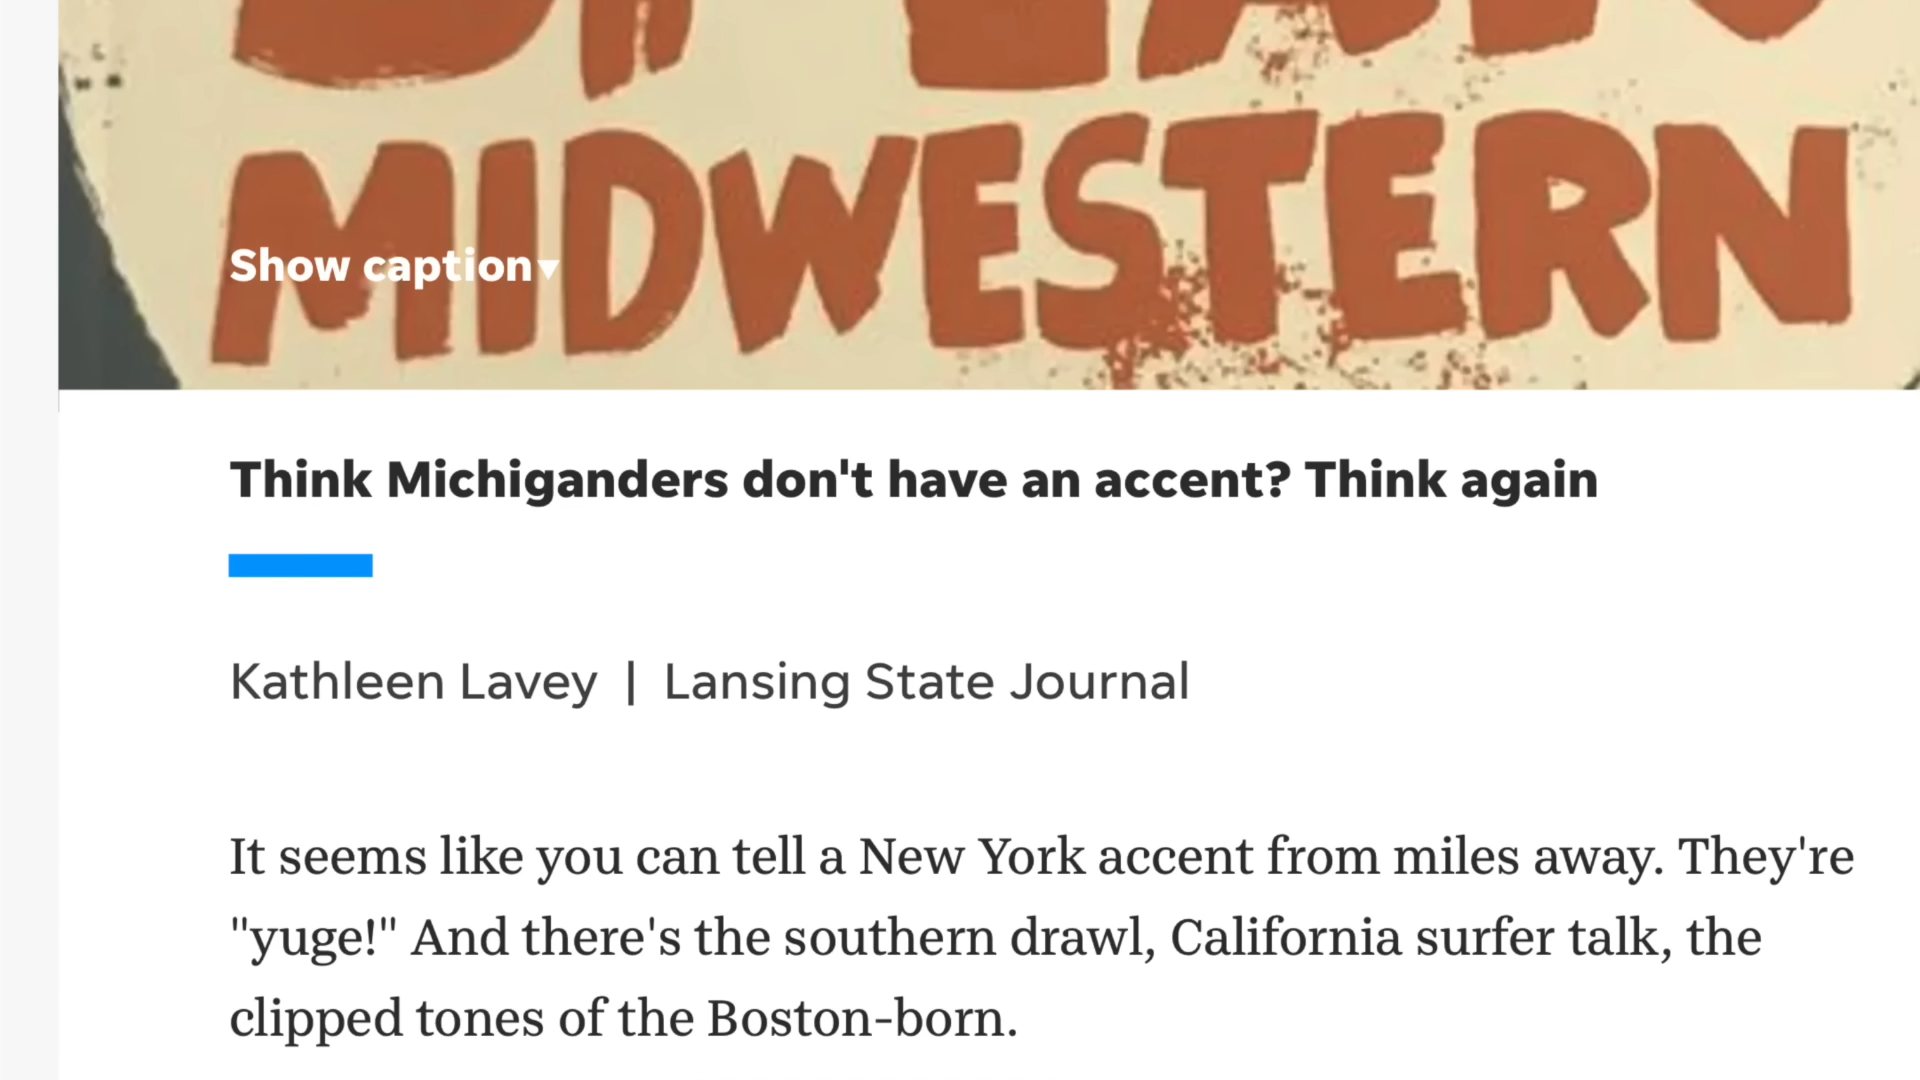 MIDWESTERN
Show caption▼
Think Michiganders don't have an accent? Think again
Kathleen Lavey | Lansing State Journal
It seems like you can tell a New York accent from miles away. They're
"yuge!" And there's the southern drawl, California surfer talk, the
clipped tones of the Boston-born.